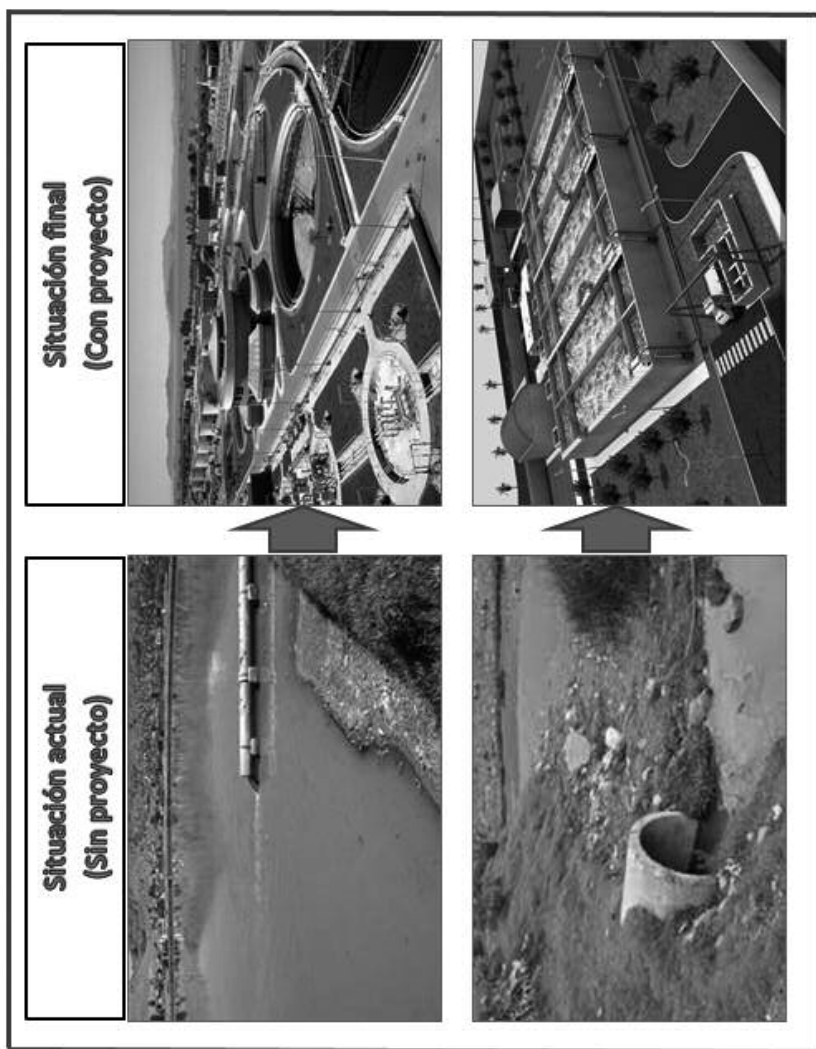 Situación actual
(Sin proyecto)
Situación final
(Con proyecto)